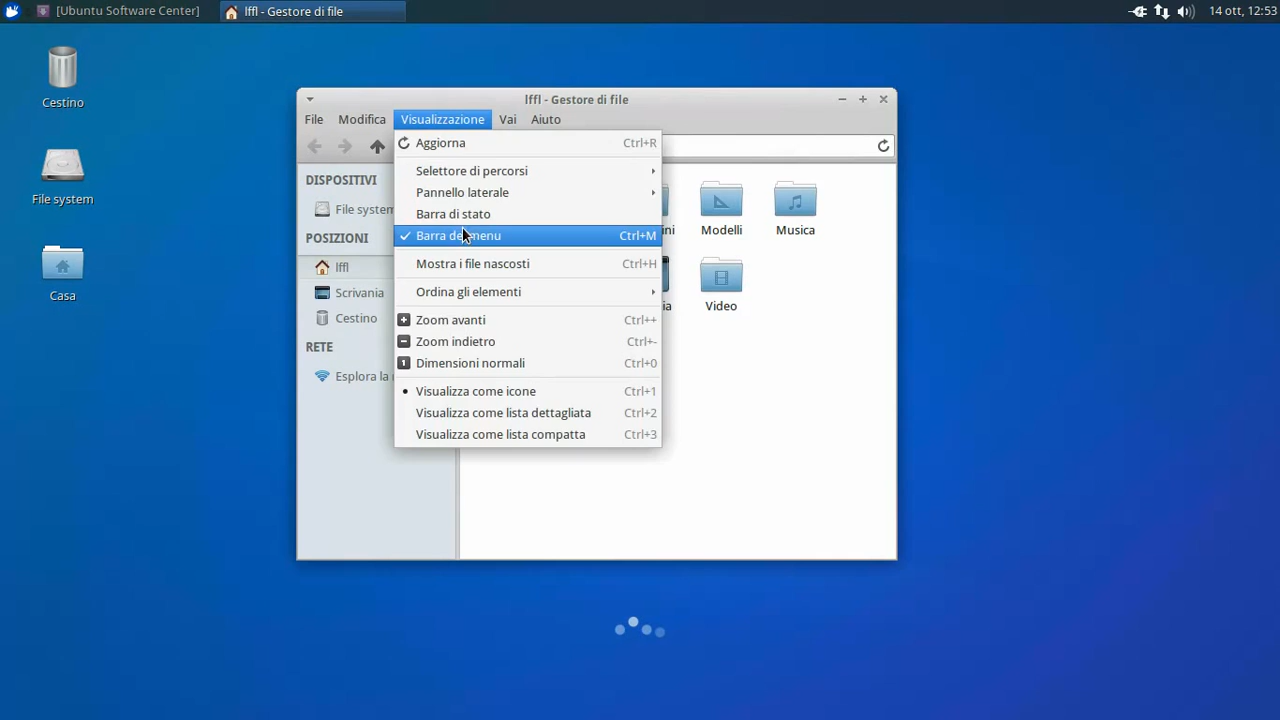 [Ubuntu Software Center] lffl - Gestore di file 14 ott, 12:53
Cestino
File system
Casa
lffl - Gestore di file
File Modifica Visualizzazione Vai Aiuto
DISPOSITIVI
File system
POSIZIONI
lffl
Scrivania
Cestino
RETE
Esplora la
Aggiorna Ctrl+R
Selettore di percorsi
Pannello laterale
Barra di stato
Barra de menu Ctrl+M
Mostra i file nascosti Ctrl+H
Ordina gli elementi
Zoom avanti Ctrl++
Zoom indietro Ctrl+-
Dimensioni normali Ctrl+0
Visualizza come icone Ctrl+1
Visualizza come lista dettagliata Ctrl+2
Visualizza come lista compatta Ctrl+3
Modelli
Musica
Video